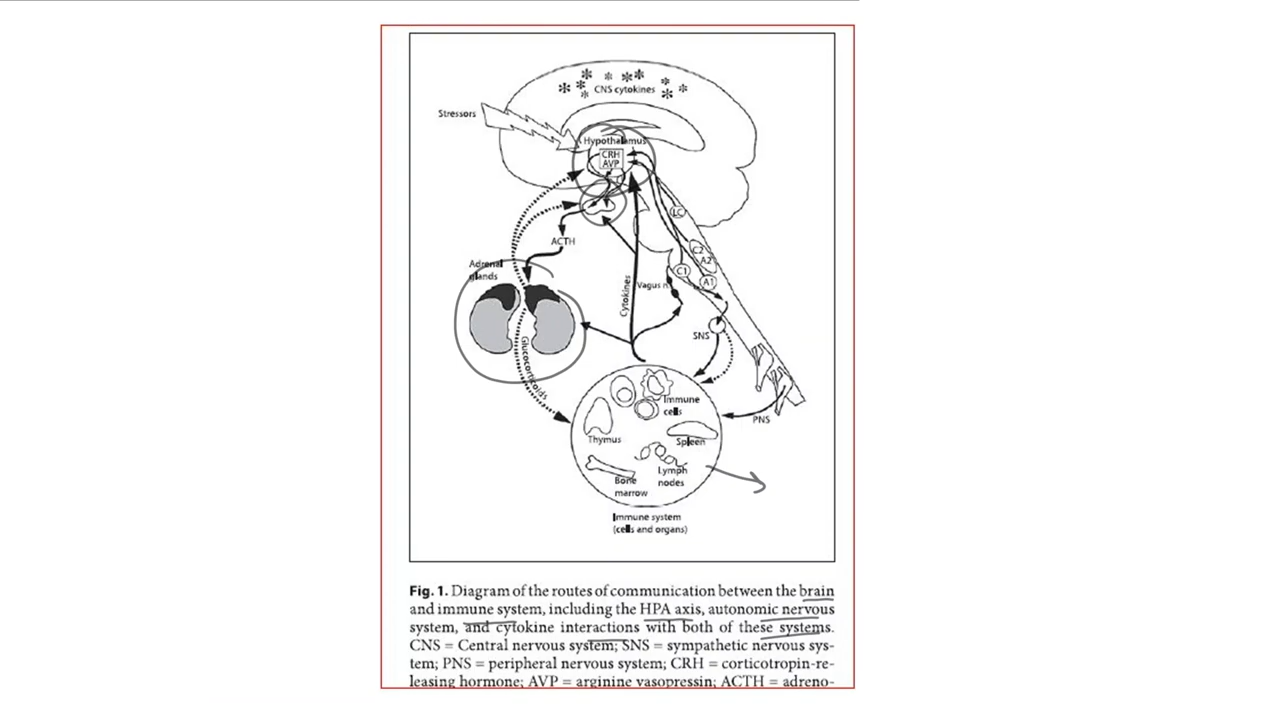 CNS cytokines
Stressors
Hypothalamus
CRH
AVP
LC
ACTH
C2
A2
Adrenal
glands
C1
A1
Cytokines
Vagus n.
SNS
Glucocorticoids
Immune
cells
PNS
Thymus
Spleen
Lymph
nodes
Bone
marrow
Immune system
(cells and organs)
Fig. 1. Diagram of the routes of communication between the brain
and immune system, including the HPA axis, autonomic nervous
system, and cytokine interactions with both of these systems.
CNS = Central nervous system; SNS = sympathetic nervous sys-
tem; PNS = peripheral nervous system; CRH = corticotropin-re-
leasing hormone; AVP = arginine vasopressin; ACTH = adreno-